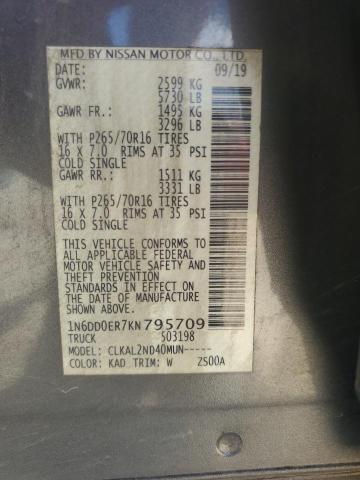 MFD BY NISSAN MOTOR CO., LTD.
DATE: 09/19
GVWR: 2599 KG
5730 LB
GAWR FR.: 1495 KG
3296 LB
WITH P265/70R16 TIRES
16 X 7.0 RIMS AT 35 PSI
COLD SINGLE
GAWR RR.: 1511 KG
3331 LB
WITH P265/70R16 TIRES
16 X 7.0 RIMS AT 35 PSI
COLD SINGLE
THIS VEHICLE CONFORMS TO
ALL APPLICABLE FEDERAL
MOTOR VEHICLE SAFETY AND
THEFT PREVENTION
STANDARDS IN EFFECT ON
THE DATE OF MANUFACTURE
SHOWN ABOVE.
1N6DD0ER7KN795709
TRUCK 503198
MODEL: CLKAL2ND40MUN-----
COLOR: KAD TRIM: W ZS00A